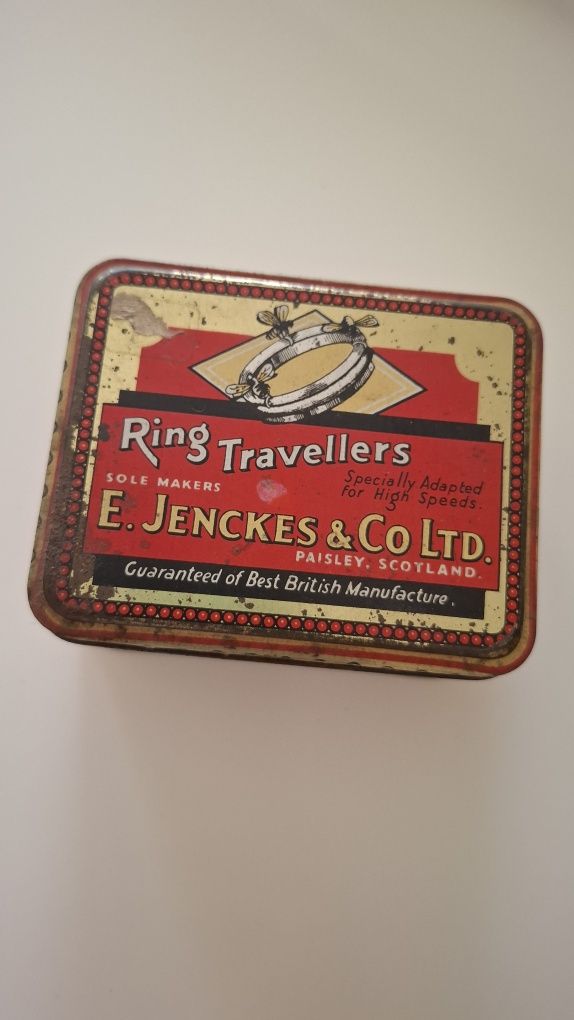 Ring Travellers
SOLE MAKERS
Specially Adapted
for High Speeds.
E. JENCKES & CO LTD.
PAISLEY, SCOTLAND.
Guaranteed of Best British Manufacture.